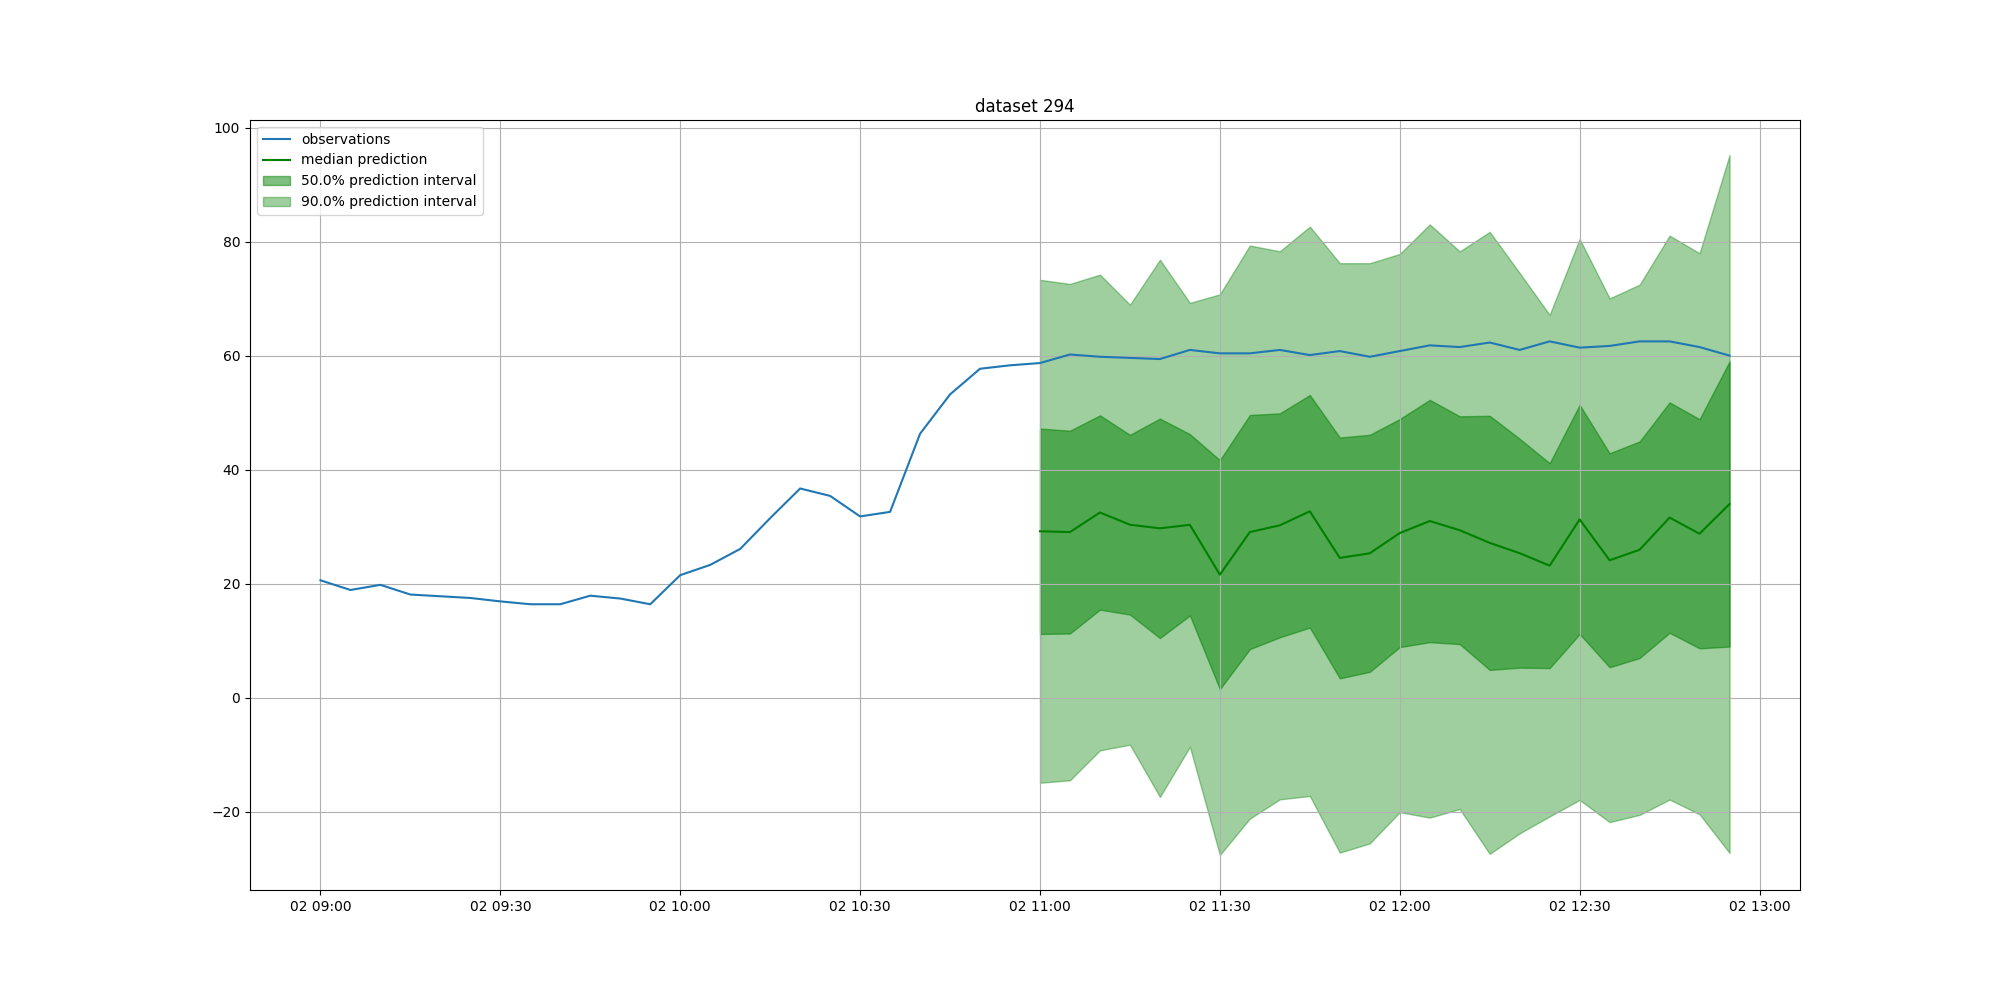 dataset 294
100
80
60
40
20
0
−20
observations
median prediction
50.0% prediction interval
90.0% prediction interval
02 09:00 02 09:30 02 10:00 02 10:30 02 11:00 02 11:30 02 12:00 02 12:30 02 13:00